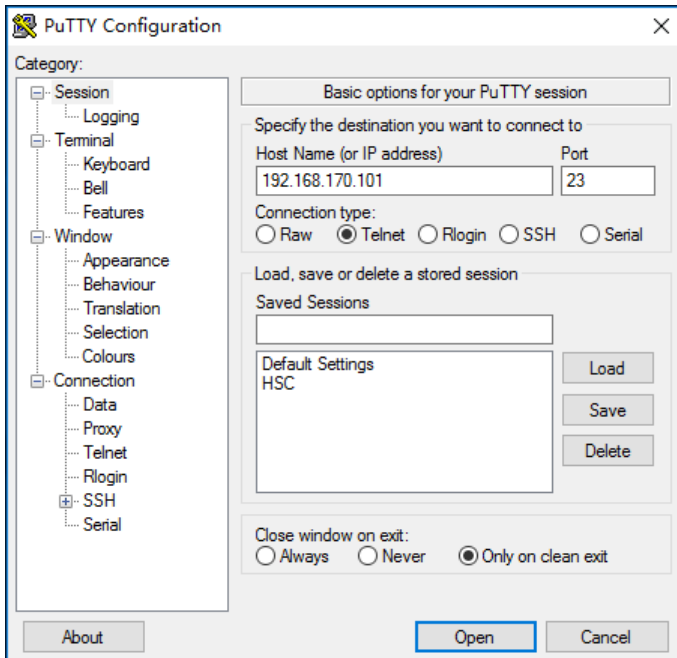 PuTTY Configuration
Category:
Session
Logging
Terminal
Keyboard
Bell
Features
Window
Appearance
Behaviour
Translation
Selection
Colours
Connection
Data
Proxy
Telnet
Rlogin
SSH
Serial
Basic options for your PuTTY session
Specify the destination you want to connect to
Host Name (or IP address) Port
192.168.170.101 23
Connection type:
Raw Telnet Rlogin SSH Serial
Load, save or delete a stored session
Saved Sessions
Default Settings
HSC
Load
Save
Delete
Close window on exit:
Always Never Only on clean exit
About Open Cancel